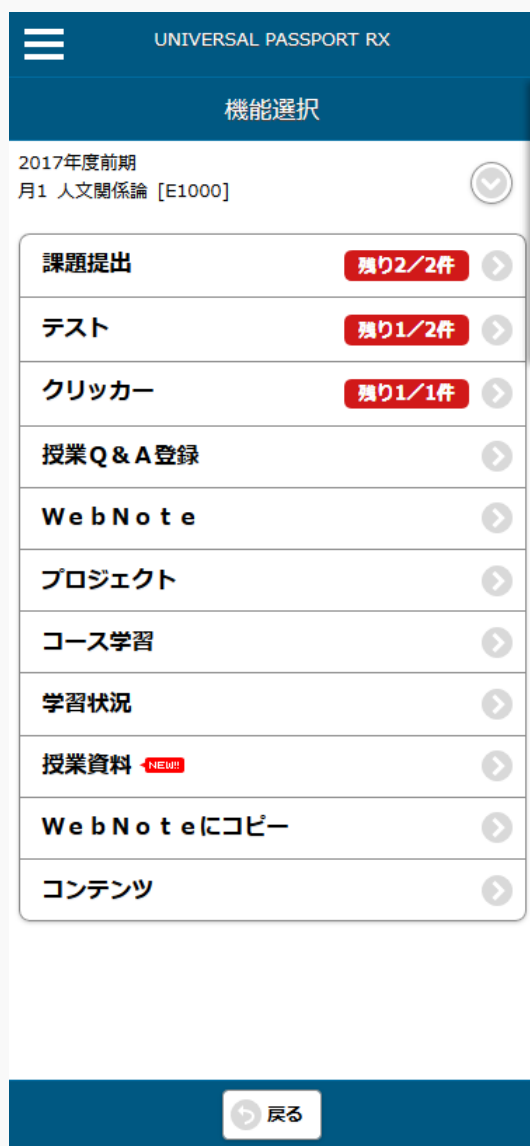 UNIVERSAL PASSPORT RX
機能選択
2017年度前期
月1 人文関係論 [E1000]
課題提出 残り2／2件
テスト 残り1／2件
クリッカー 残り1／1件
授業Ｑ＆Ａ登録
ＷｅｂＮｏｔｅ
プロジェクト
コース学習
学習状況
授業資料 NEW!!
ＷｅｂＮｏｔｅにコピー
コンテンツ
戻る